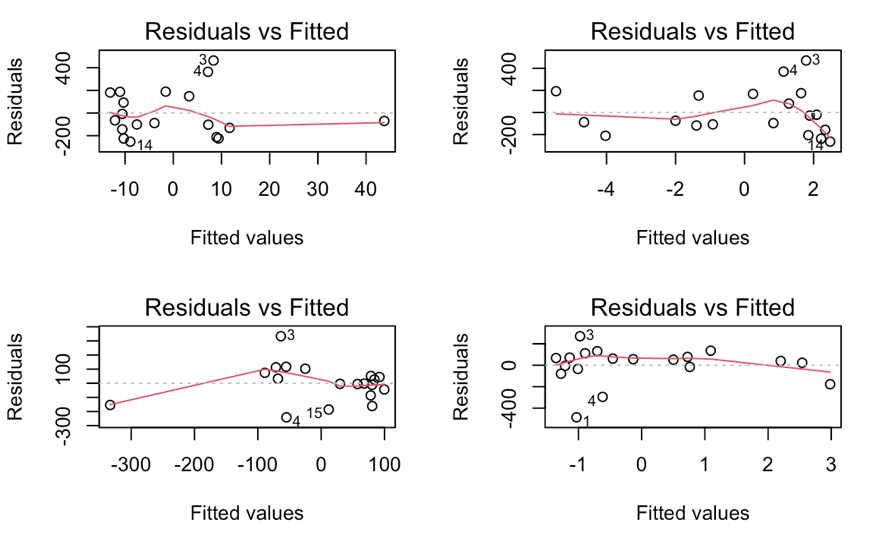 Residuals vs Fitted
Residuals
400
-200
3
4
14
-10 0 10 20 30 40
Fitted values
Residuals vs Fitted
Residuals
400
-200
3
4
14
-4 -2 0 2
Fitted values
Residuals vs Fitted
Residuals
100
-300
3
15
4
-300 -200 -100 0 100
Fitted values
Residuals vs Fitted
Residuals
0
-400
3
4
1
-1 0 1 2 3
Fitted values